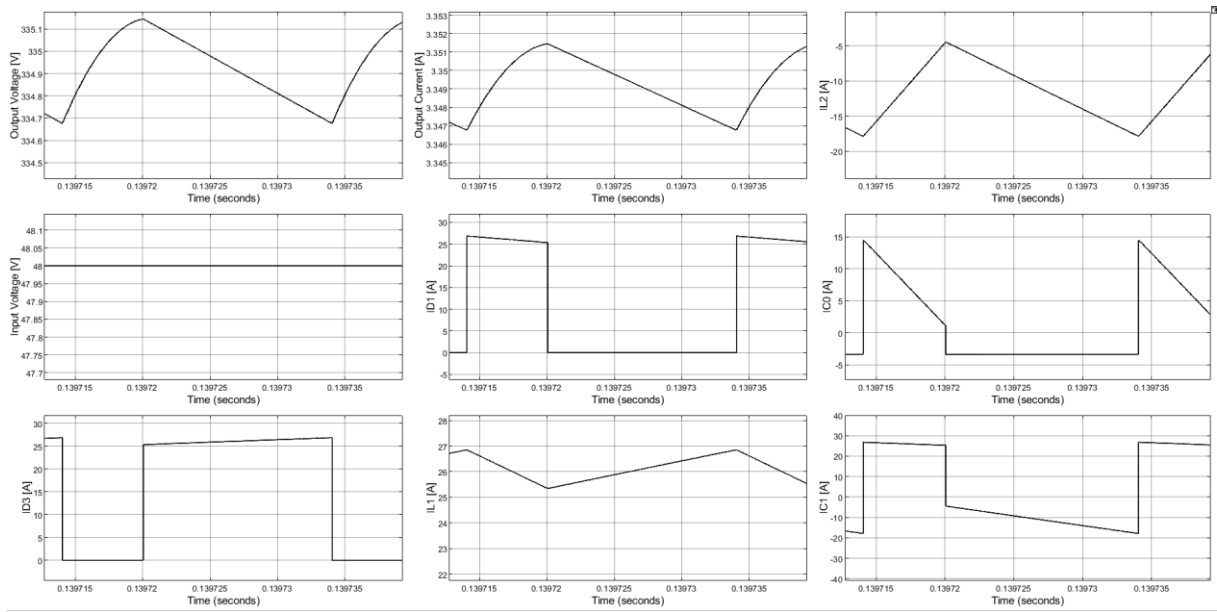 Output Voltage [V]
335.1
335
334.9
334.8
334.7
334.6
334.5
0.139715 0.13972 0.139725 0.13973 0.139735
Time (seconds)
Output Current [A]
3.353
3.352
3.351
3.35
3.349
3.348
3.347
3.346
3.345
0.139715 0.13972 0.139725 0.13973 0.139735
Time (seconds)
IL2 [A]
-5
-10
-15
-20
0.139715 0.13972 0.139725 0.13973 0.139735
Time (seconds)
Input Voltage [V]
48.1
48.05
48
47.95
47.9
47.85
47.8
47.75
47.7
0.139715 0.13972 0.139725 0.13973 0.139735
Time (seconds)
ID1 [A]
30
25
20
15
10
5
0
-5
0.139715 0.13972 0.139725 0.13973 0.139735
Time (seconds)
IC0 [A]
15
10
5
0
-5
0.139715 0.13972 0.139725 0.13973 0.139735
Time (seconds)
ID3 [A]
30
25
20
15
10
5
0
0.139715 0.13972 0.139725 0.13973 0.139735
Time (seconds)
IL1 [A]
28
27
26
25
24
23
22
0.139715 0.13972 0.139725 0.13973 0.139735
Time (seconds)
IC1 [A]
40
30
20
10
0
-10
-20
-30
-40
0.139715 0.13972 0.139725 0.13973 0.139735
Time (seconds)